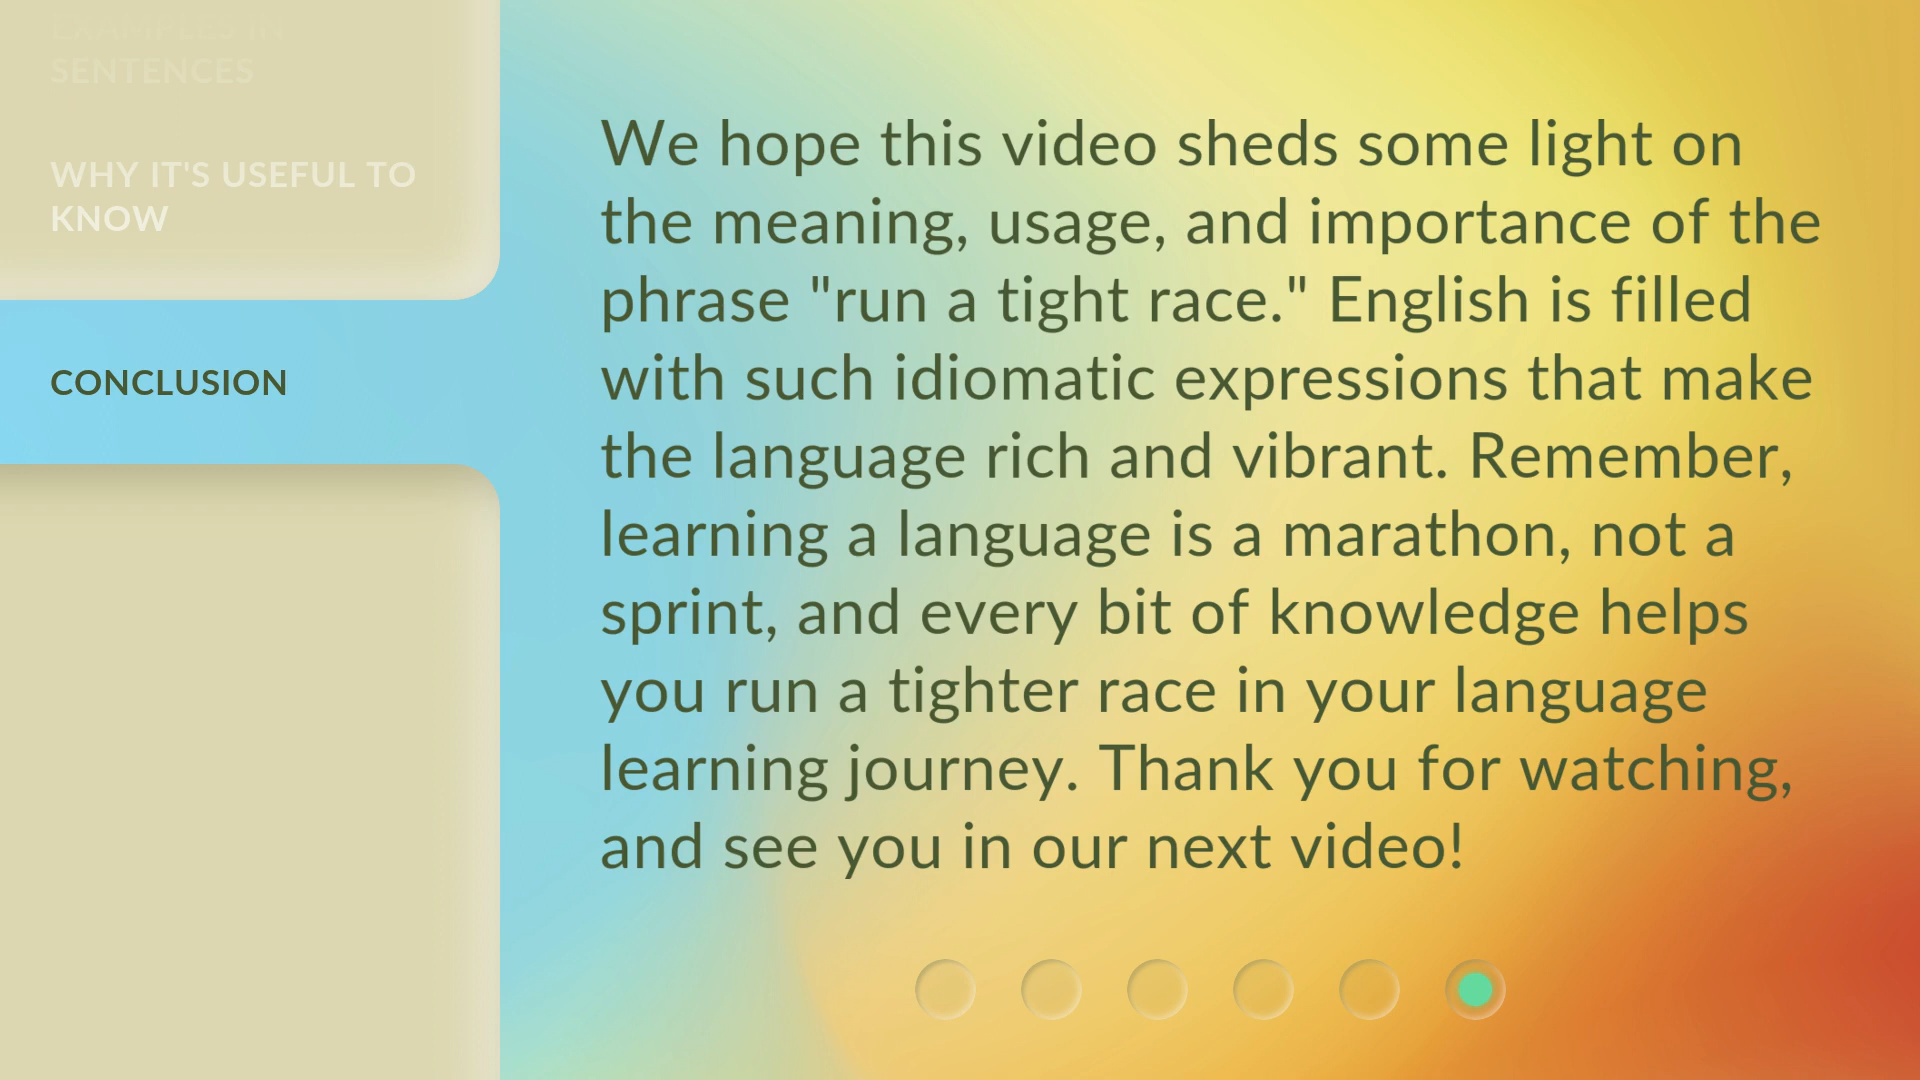 EXAMPLES IN
SENTENCES
WHY IT'S USEFUL TO
KNOW
CONCLUSION
We hope this video sheds some light on
the meaning, usage, and importance of the
phrase "run a tight race." English is filled
with such idiomatic expressions that make
the language rich and vibrant. Remember,
learning a language is a marathon, not a
sprint, and every bit of knowledge helps
you run a tighter race in your language
learning journey. Thank you for watching,
and see you in our next video!